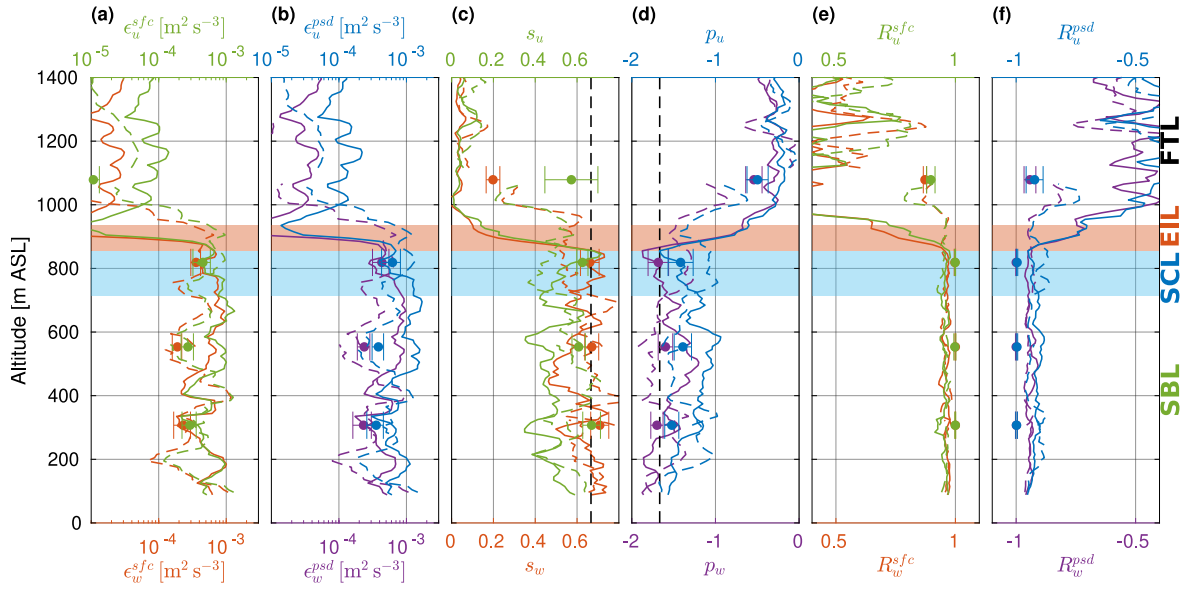 (a) (b) (c) (d) (e) (f)
ϵ_u^{sfc} [m² s⁻³] ϵ_u^{psd} [m² s⁻³] s_u p_u R_u^{sfc} R_u^{psd}
10⁻⁵ 10⁻⁴ 10⁻³ 10⁻⁵ 10⁻⁴ 10⁻³ 0 0.2 0.4 0.6 -2 -1 0 0.5 1 -1 -0.5
Altitude [m ASL]
1400
1200
1000
800
600
400
200
0
FTL
EIL
SCL
SBL
10⁻⁴ 10⁻³ 10⁻⁴ 10⁻³ 0 0.2 0.4 0.6 -2 -1 0 0.5 1 -1 -0.5
ϵ_w^{sfc} [m² s⁻³] ϵ_w^{psd} [m² s⁻³] s_w p_w R_w^{sfc} R_w^{psd}